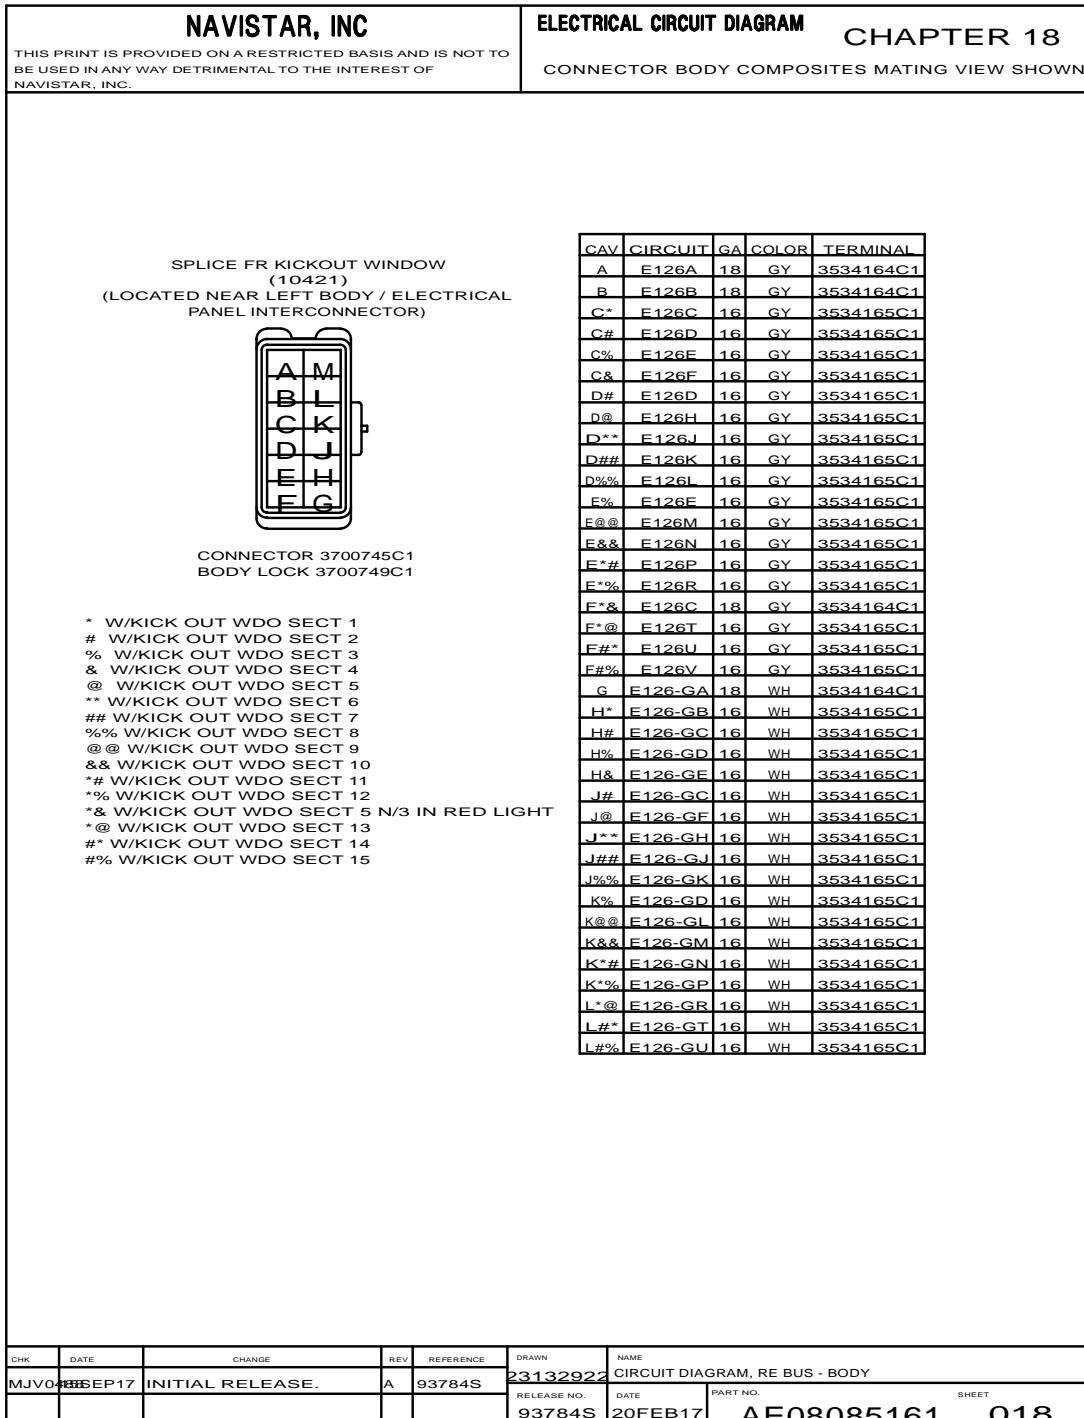 NAVISTAR, INC
THIS PRINT IS PROVIDED ON A RESTRICTED BASIS AND IS NOT TO
BE USED IN ANY WAY DETRIMENTAL TO THE INTEREST OF
NAVISTAR, INC.
ELECTRICAL CIRCUIT DIAGRAM
CHAPTER 18
CONNECTOR BODY COMPOSITES MATING VIEW SHOWN
SPLICE FR KICKOUT WINDOW
(10421)
(LOCATED NEAR LEFT BODY / ELECTRICAL
PANEL INTERCONNECTOR)
A M
B L
C K
D J
E H
F G
CONNECTOR 3700745C1
BODY LOCK 3700749C1
* W/KICK OUT WDO SECT 1
# W/KICK OUT WDO SECT 2
% W/KICK OUT WDO SECT 3
& W/KICK OUT WDO SECT 4
@ W/KICK OUT WDO SECT 5
** W/KICK OUT WDO SECT 6
## W/KICK OUT WDO SECT 7
%% W/KICK OUT WDO SECT 8
@@ W/KICK OUT WDO SECT 9
&& W/KICK OUT WDO SECT 10
*# W/KICK OUT WDO SECT 11
*% W/KICK OUT WDO SECT 12
*& W/KICK OUT WDO SECT 5 N/3 IN RED LIGHT
*@ W/KICK OUT WDO SECT 13
#* W/KICK OUT WDO SECT 14
#% W/KICK OUT WDO SECT 15
CAV CIRCUIT GA COLOR TERMINAL
A E126A 18 GY 3534164C1
B E126B 18 GY 3534164C1
C* E126C 16 GY 3534165C1
C# E126D 16 GY 3534165C1
C% E126E 16 GY 3534165C1
C& E126F 16 GY 3534165C1
D# E126D 16 GY 3534165C1
D@ E126H 16 GY 3534165C1
D** E126J 16 GY 3534165C1
D## E126K 16 GY 3534165C1
D%% E126L 16 GY 3534165C1
E% E126E 16 GY 3534165C1
E@@ E126M 16 GY 3534165C1
E&& E126N 16 GY 3534165C1
E*# E126P 16 GY 3534165C1
E*% E126R 16 GY 3534165C1
F*& E126C 18 GY 3534164C1
F*@ E126T 16 GY 3534165C1
F#* E126U 16 GY 3534165C1
F#% E126V 16 GY 3534165C1
G E126-GA 18 WH 3534164C1
H* E126-GB 16 WH 3534165C1
H# E126-GC 16 WH 3534165C1
H% E126-GD 16 WH 3534165C1
H& E126-GE 16 WH 3534165C1
J# E126-GC 16 WH 3534165C1
J@ E126-GF 16 WH 3534165C1
J** E126-GH 16 WH 3534165C1
J## E126-GJ 16 WH 3534165C1
J%% E126-GK 16 WH 3534165C1
K% E126-GD 16 WH 3534165C1
K@@ E126-GL 16 WH 3534165C1
K&& E126-GM 16 WH 3534165C1
K*# E126-GN 16 WH 3534165C1
K*% E126-GP 16 WH 3534165C1
L*@ E126-GR 16 WH 3534165C1
L#* E126-GT 16 WH 3534165C1
L#% E126-GU 16 WH 3534165C1
CHK DATE CHANGE REV REFERENCE
INITIAL RELEASE. A 93784S
DRAWN
23132922
NAME
CIRCUIT DIAGRAM, RE BUS - BODY
RELEASE NO.
93784S
DATE
20FEB17
PART NO.
AE08085161
SHEET
018